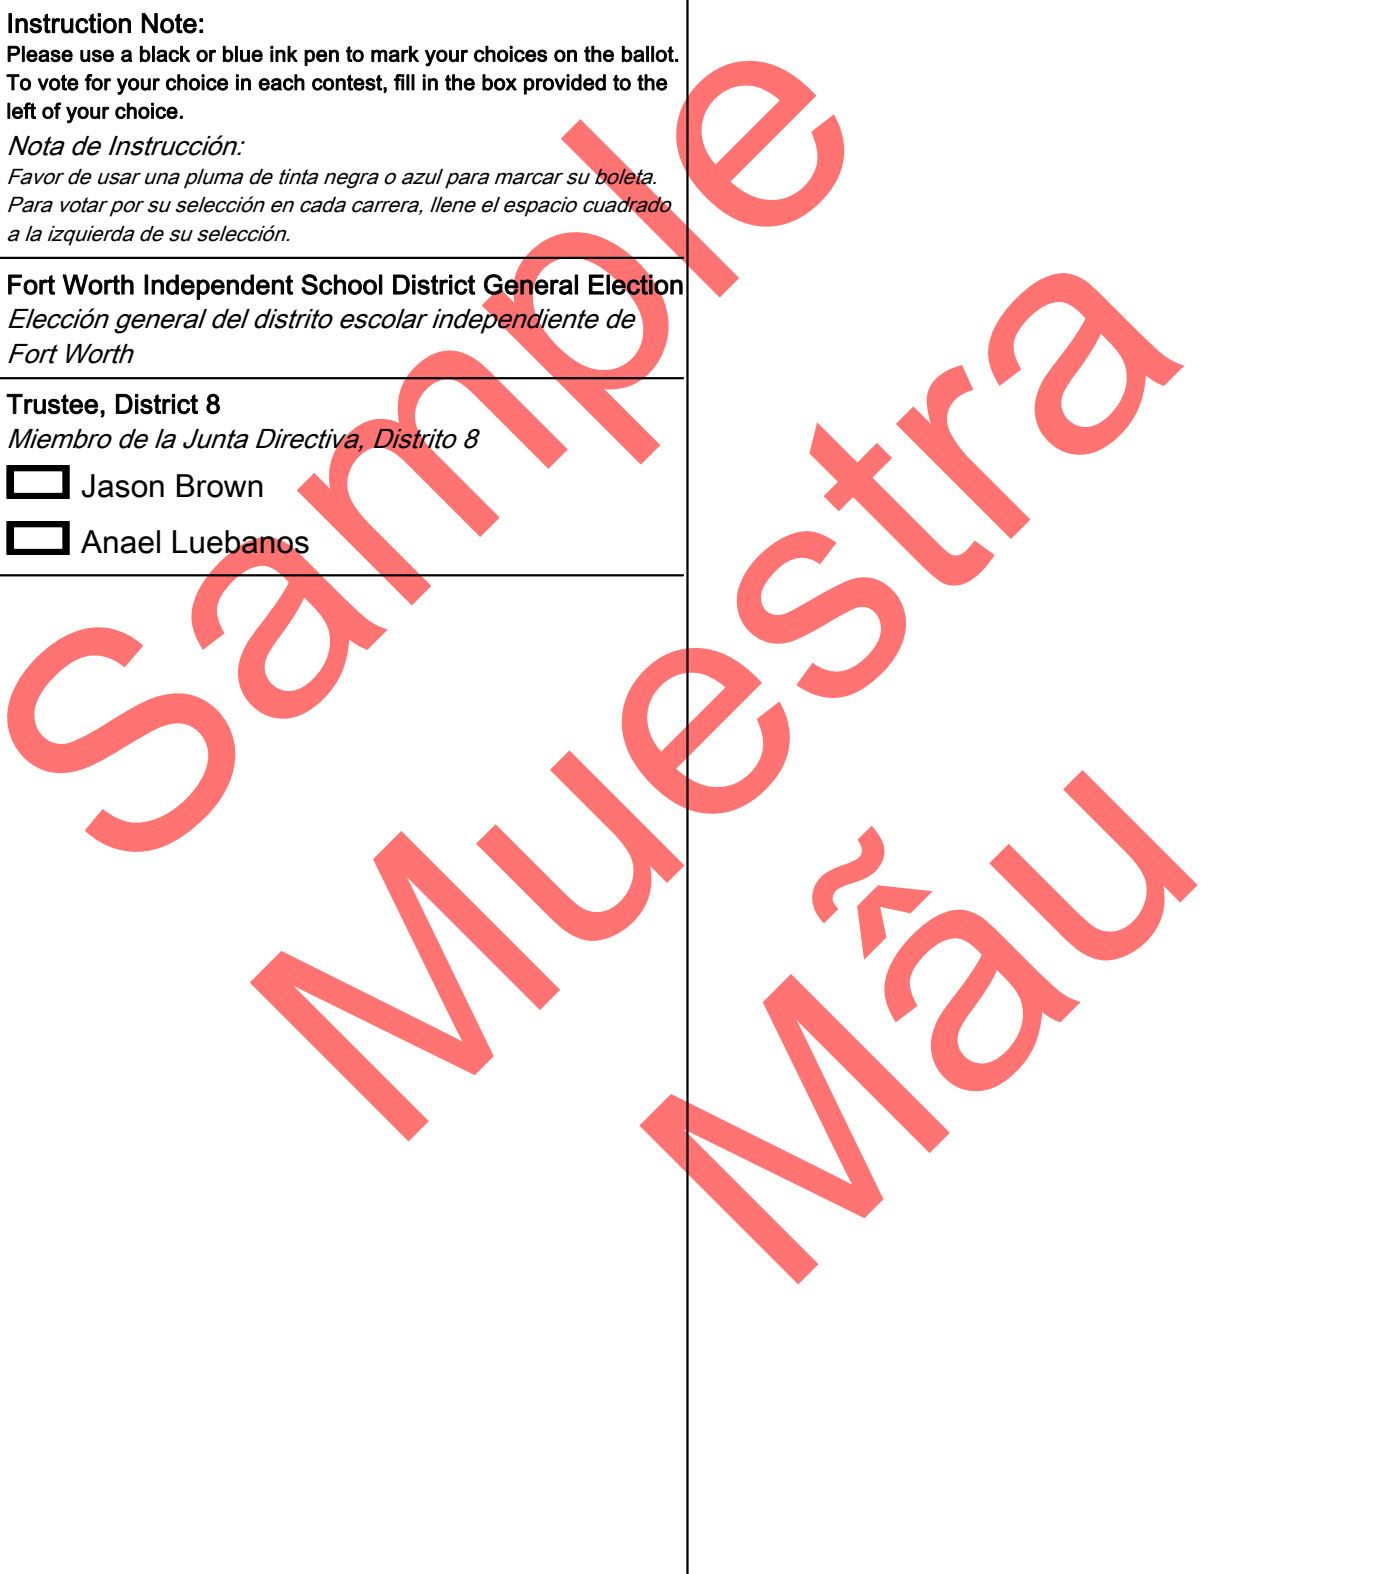 Instruction Note:
Please use a black or blue ink pen to mark your choices on the ballot.
To vote for your choice in each contest, fill in the box provided to the
left of your choice.
Nota de Instrucción:
Favor de usar una pluma de tinta negra o azul para marcar su boleta.
Para votar por su selección en cada carrera, llene el espacio cuadrado
a la izquierda de su selección.
Fort Worth Independent School District General Election
Elección general del distrito escolar independiente de
Fort Worth
Trustee, District 8
Miembro de la Junta Directiva, Distrito 8
Jason Brown
Anael Luebanos
Sample
Muestra
Mẫu